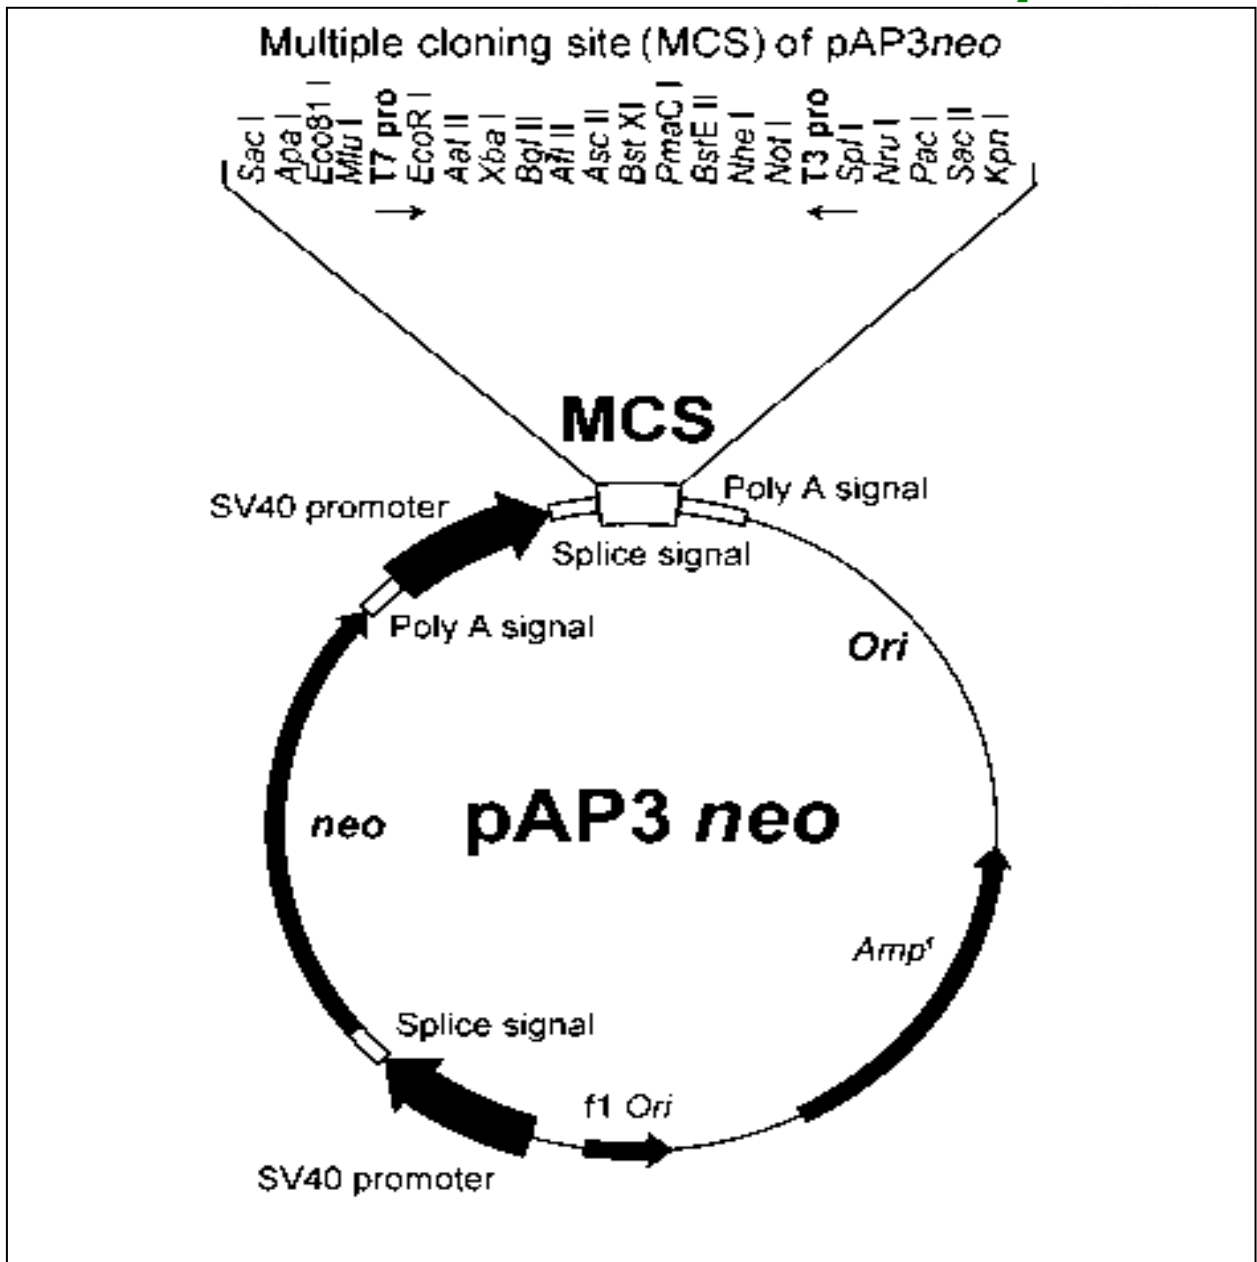 Multiple cloning site (MCS) of pAP3neo
Sac I
Apa I
Eco81 I
Mlu I
T7 pro
EcoR I
Aat II
Xba I
Bgl II
Afl II
Asc II
Bst XI
PmaC I
BstE II
Nhe I
Not I
T3 pro
Spl I
Nru I
Pac I
Sac II
Kpn I
MCS
SV40 promoter
Poly A signal
Splice signal
Poly A signal
Ori
neo
pAP3 neo
Ampʳ
Splice signal
f1 Ori
SV40 promoter